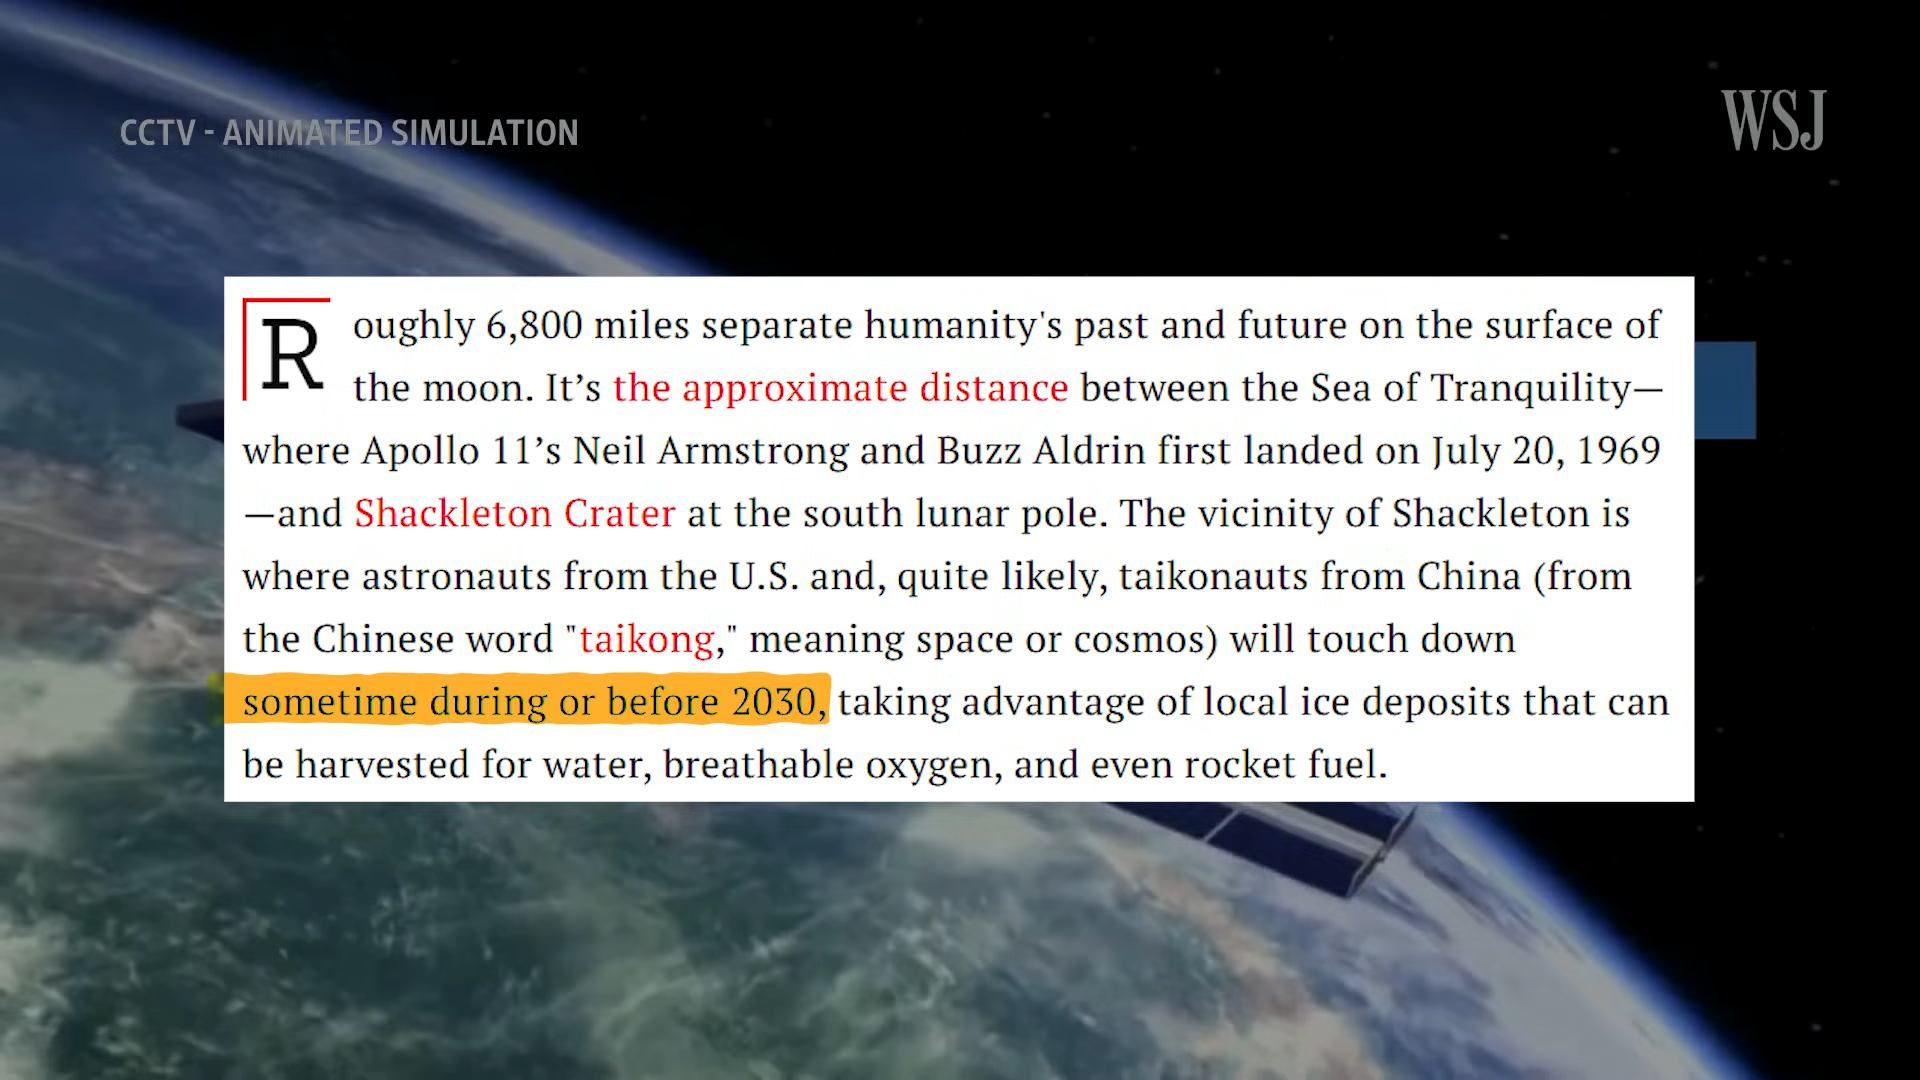 CCTV - ANIMATED SIMULATION
WSJ
Roughly 6,800 miles separate humanity's past and future on the surface of
the moon. It’s the approximate distance between the Sea of Tranquility—
where Apollo 11’s Neil Armstrong and Buzz Aldrin first landed on July 20, 1969
—and Shackleton Crater at the south lunar pole. The vicinity of Shackleton is
where astronauts from the U.S. and, quite likely, taikonauts from China (from
the Chinese word "taikong," meaning space or cosmos) will touch down
sometime during or before 2030, taking advantage of local ice deposits that can
be harvested for water, breathable oxygen, and even rocket fuel.